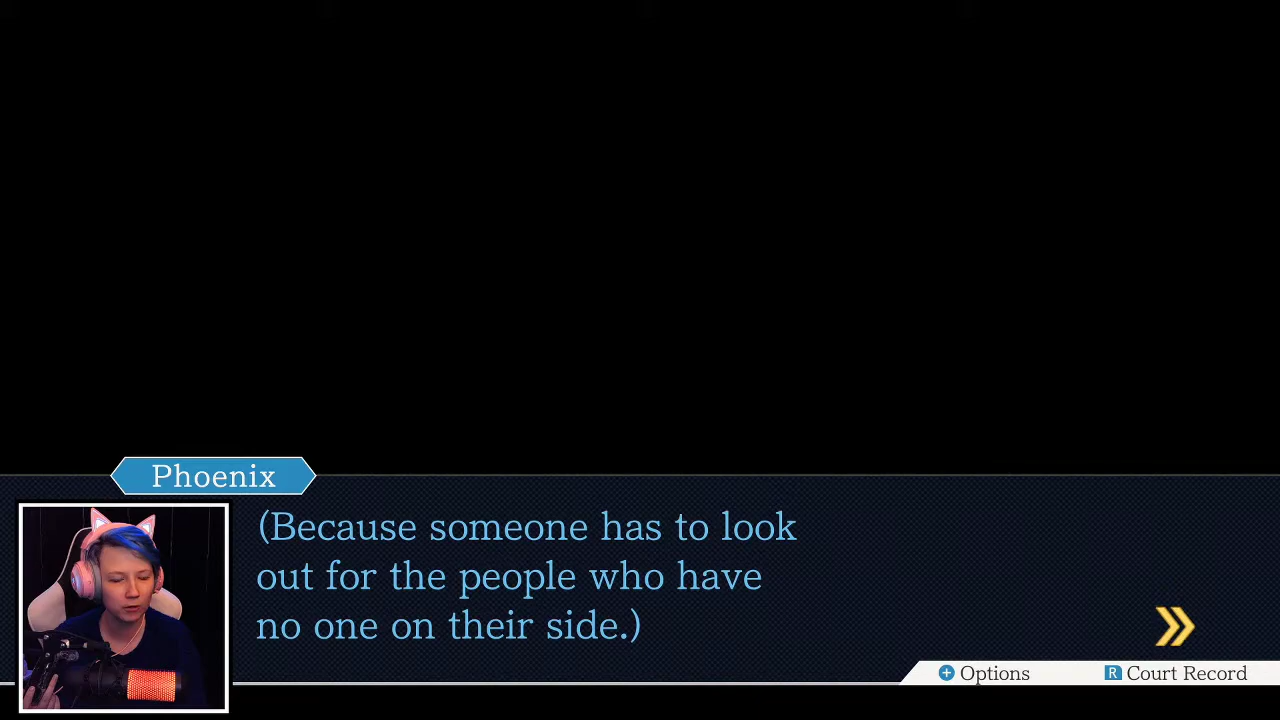 Phoenix
(Because someone has to look
out for the people who have
no one on their side.)
+ Options
R Court Record